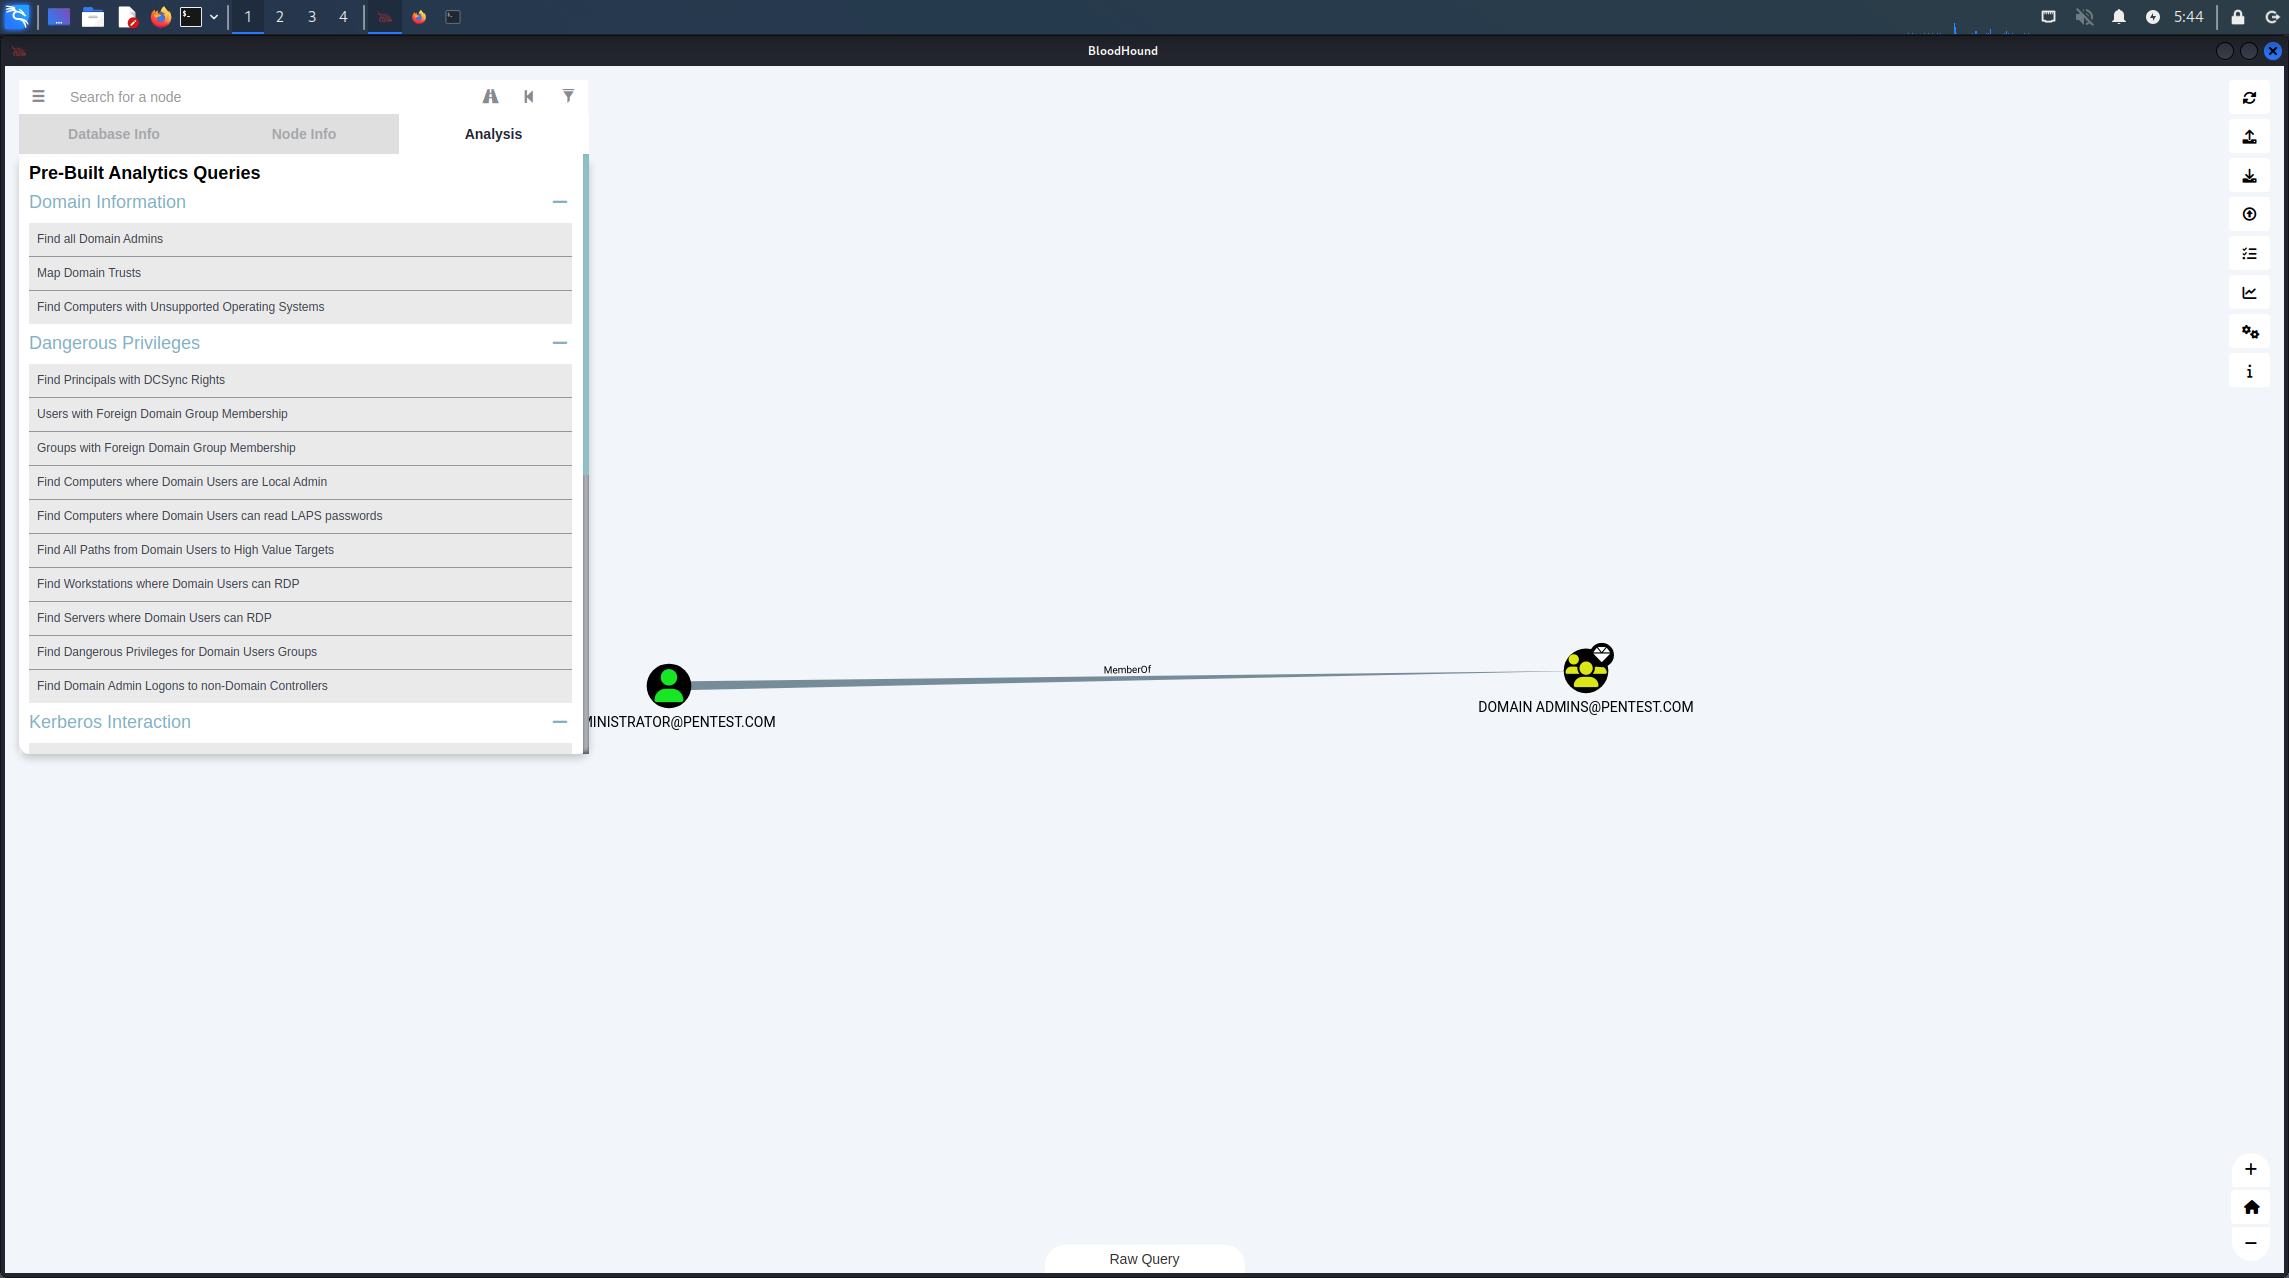 1 2 3 4
5:44
BloodHound
Search for a node
Database Info Node Info Analysis
Pre-Built Analytics Queries
Domain Information
Find all Domain Admins
Map Domain Trusts
Find Computers with Unsupported Operating Systems
Dangerous Privileges
Find Principals with DCSync Rights
Users with Foreign Domain Group Membership
Groups with Foreign Domain Group Membership
Find Computers where Domain Users are Local Admin
Find Computers where Domain Users can read LAPS passwords
Find All Paths from Domain Users to High Value Targets
Find Workstations where Domain Users can RDP
Find Servers where Domain Users can RDP
Find Dangerous Privileges for Domain Users Groups
Find Domain Admin Logons to non-Domain Controllers
Kerberos Interaction
MemberOf
MINISTRATOR@PENTEST.COM
DOMAIN ADMINS@PENTEST.COM
Raw Query